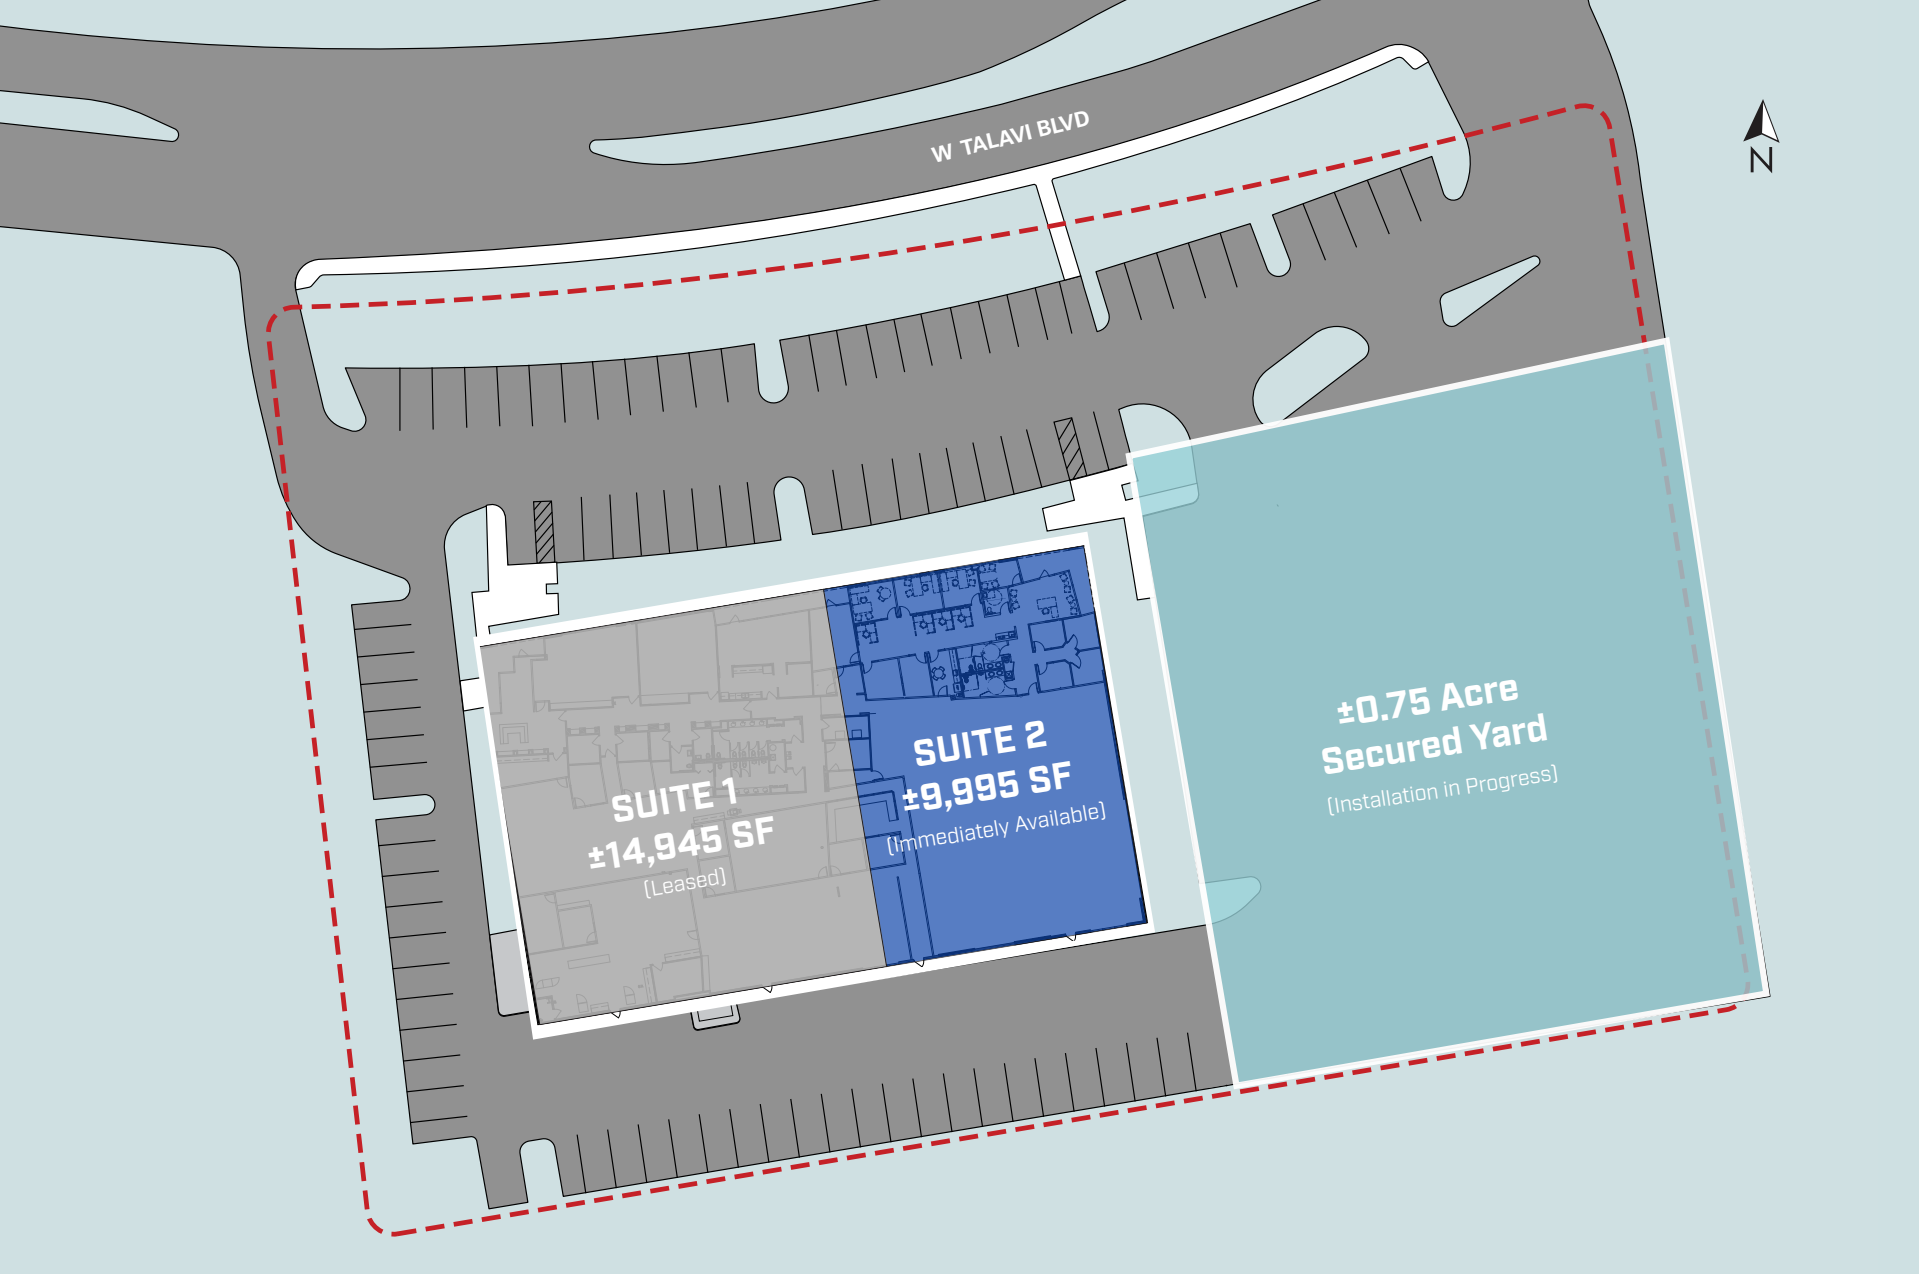 W TALAVI BLVD
N
SUITE 1
±14,945 SF
(Leased)
SUITE 2
±9,995 SF
(Immediately Available)
±0.75 Acre
Secured Yard
(Installation in Progress)